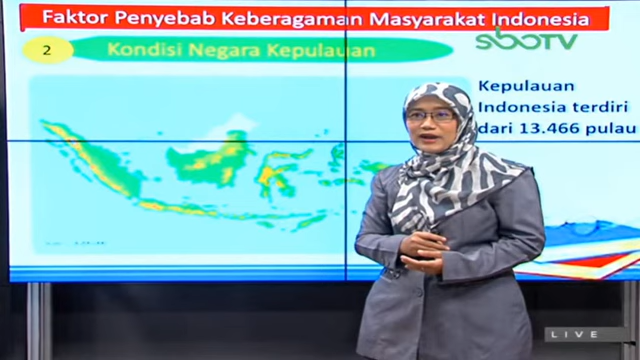 Faktor Penyebab Keberagaman Masyarakat Indonesia
sboTV
2
Kondisi Negara Kepulauan
Kepulauan
Indonesia terdiri
dari 13.466 pulau
LIVE